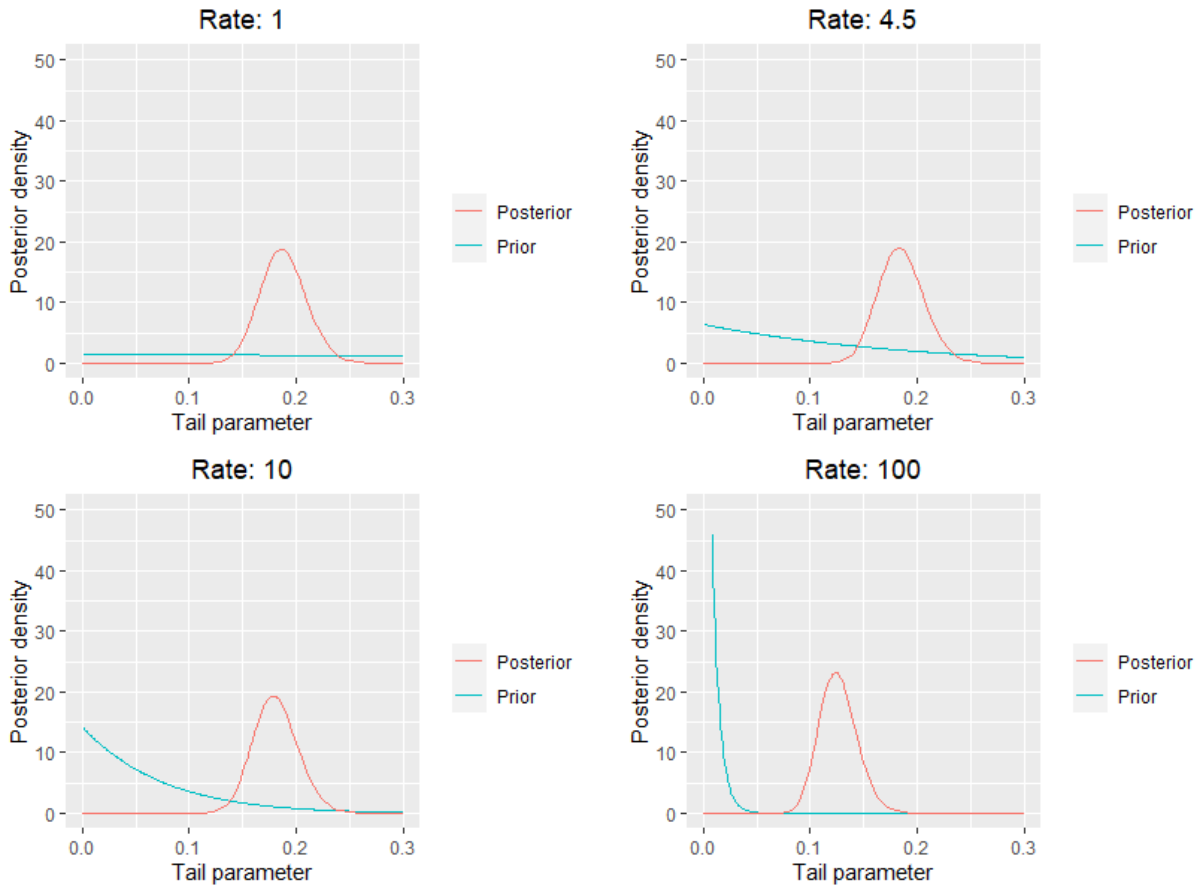 Rate: 1
50
40
30
20
10
0
Posterior density
0.0 0.1 0.2 0.3
Tail parameter
Posterior
Prior
Rate: 4.5
50
40
30
20
10
0
Posterior density
0.0 0.1 0.2 0.3
Tail parameter
Posterior
Prior
Rate: 10
50
40
30
20
10
0
Posterior density
0.0 0.1 0.2 0.3
Tail parameter
Posterior
Prior
Rate: 100
50
40
30
20
10
0
Posterior density
0.0 0.1 0.2 0.3
Tail parameter
Posterior
Prior